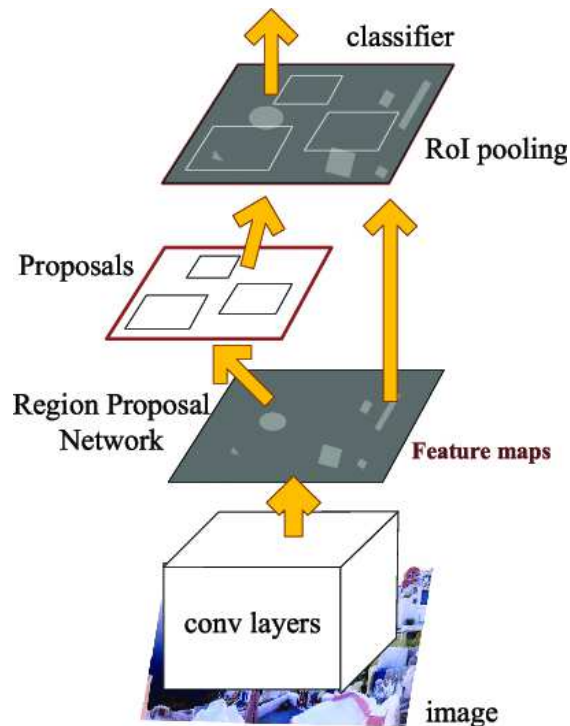 classifier
RoI pooling
Proposals
Region Proposal
Network
Feature maps
conv layers
image